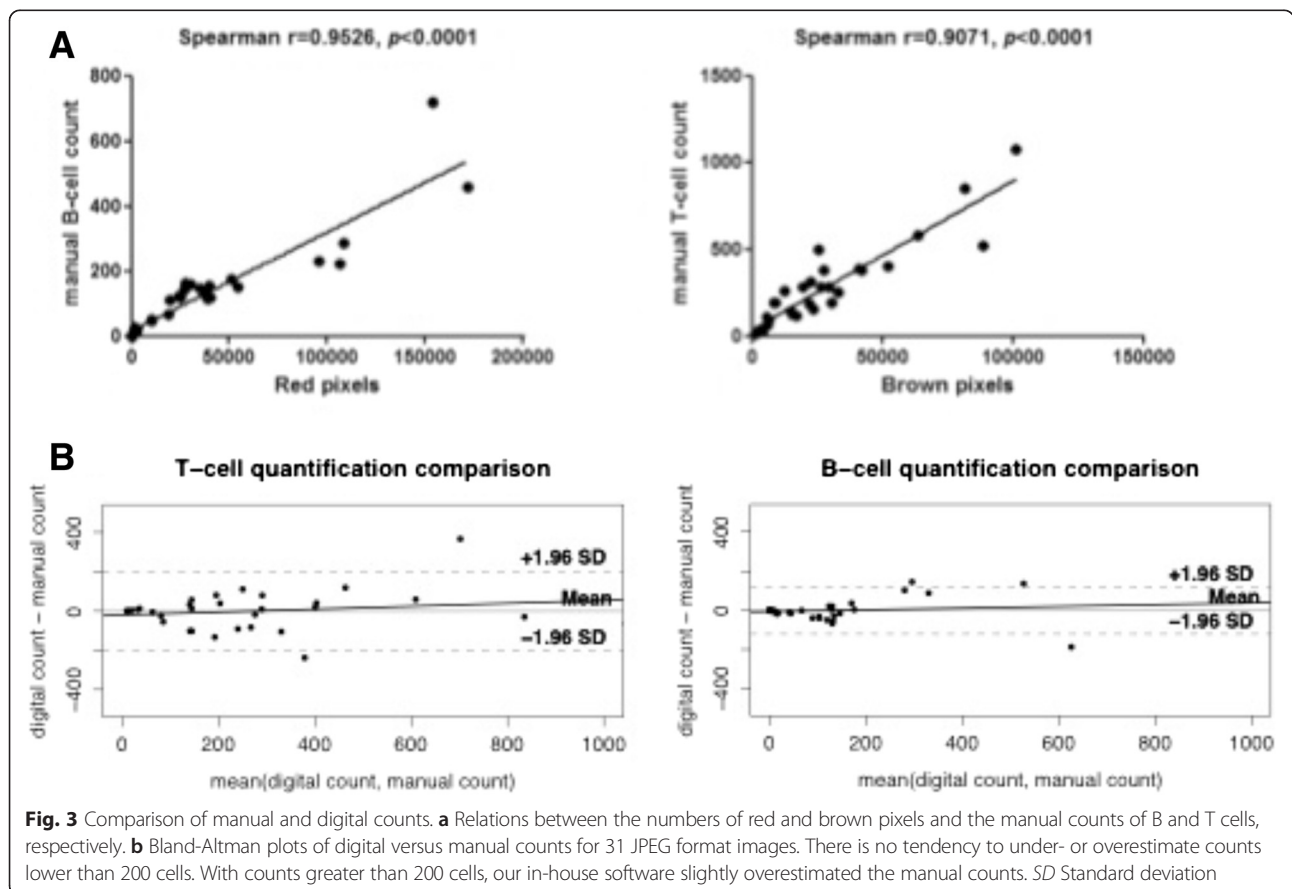 A
Spearman r=0.9526, p<0.0001
manual B-cell count
800
600
400
200
0
0 50000 100000 150000 200000
Red pixels
Spearman r=0.9071, p<0.0001
manual T-cell count
1500
1000
500
0
0 50000 100000 150000
Brown pixels
B
T-cell quantification comparison
digital count − manual count
400
0
−400
+1.96 SD
Mean
−1.96 SD
0 200 400 600 800 1000
mean(digital count, manual count)
B-cell quantification comparison
digital count − manual count
400
0
−400
+1.96 SD
Mean
−1.96 SD
0 200 400 600 800 1000
mean(digital count, manual count)
Fig. 3 Comparison of manual and digital counts. a Relations between the numbers of red and brown pixels and the manual counts of B and T cells,
respectively. b Bland-Altman plots of digital versus manual counts for 31 JPEG format images. There is no tendency to under- or overestimate counts
lower than 200 cells. With counts greater than 200 cells, our in-house software slightly overestimated the manual counts. SD Standard deviation